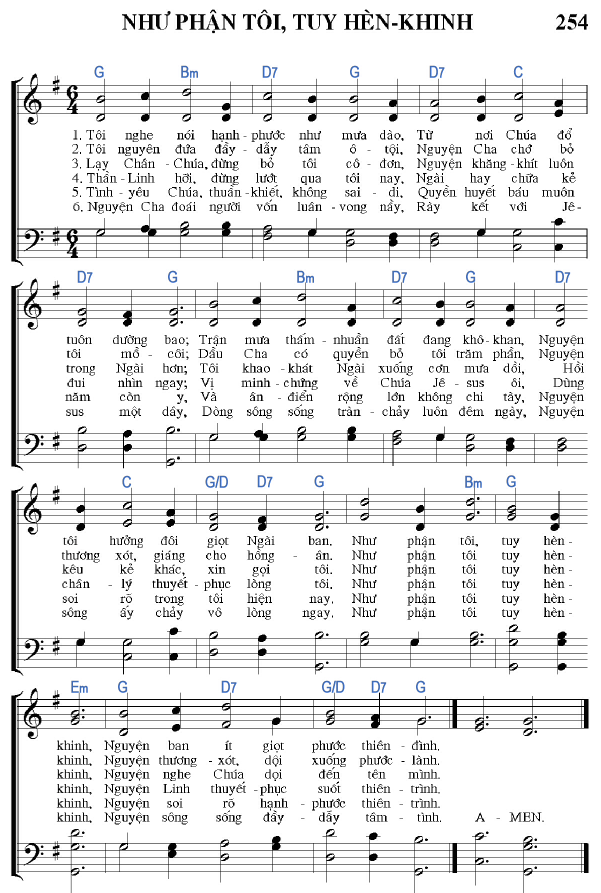 NHƯ PHẬN TÔI, TUY HÈN-KHINH 254
G Bm D7 G D7 C
1. Tôi nghe nói hạnh-phước như mưa dào, Từ nơi Chúa đổ
2. Tôi nguyên đứa đầy-dẫy tâm ô-tội, Nguyện Cha chớ bỏ
3. Lạy Chân-Chúa, đừng bỏ tôi cô-đơn, Nguyện khăng-khít luôn
4. Thần-Linh hỡi, đừng lướt qua tôi nay, Ngài hay chữa kẻ
5. Tình-yêu Chúa, thuần-khiết, không sai-di, Quyền huyết báu muôn
6. Nguyện Cha đoái người vốn luân-vong nầy, Rày kết với Jê-
D7 G Bm D7 G D7
tuôn dường bao; Trận mưa thấm-nhuần đất đang khô-khan, Nguyện
tôi mồ-côi; Dầu Cha có quyền bỏ tôi trăm phần, Nguyện
trong Ngài hơn; Tôi khao-khát Ngài xuống cơn mưa dồi, Hồi
đui nhìn ngay; Vị minh-chứng về Chúa Jê-sus ôi, Dùng
năm còn y, Và ân-điển rộng lớn không chi tày, Nguyện
sus một dây, Dòng sông sống tràn-chảy luôn đêm ngày, Nguyện
C G/D D7 G Bm G
tôi hưởng đôi giọt Ngài ban. Như phận tôi, tuy hèn-
thương xót, giáng cho hồng-ân. Như phận tôi tuy hèn-
kêu kẻ khác, xin gọi tôi. Như phận tôi tuy hèn-
chân-lý thuyết-phục lòng tôi. Như phận tôi tuy hèn-
soi rõ trong tôi hiện nay. Như phận tôi tuy hèn-
sông ấy chảy vô lòng ngay, Như phận tôi tuy hèn-
Em G D7 G/D D7 G
khinh, Nguyện ban ít giọt phước thiên-đình.
khinh, Nguyện thương-xót, dội xuống phước-lành.
khinh, Nguyện nghe Chúa dọi đến tên mình.
khinh, Nguyện Linh thuyết-phục suốt thiên-trình.
khinh, Nguyện soi rõ hạnh-phước thiên-trình.
khinh, Nguyện sông sống đầy-dẫy tâm-tình. A-MEN.